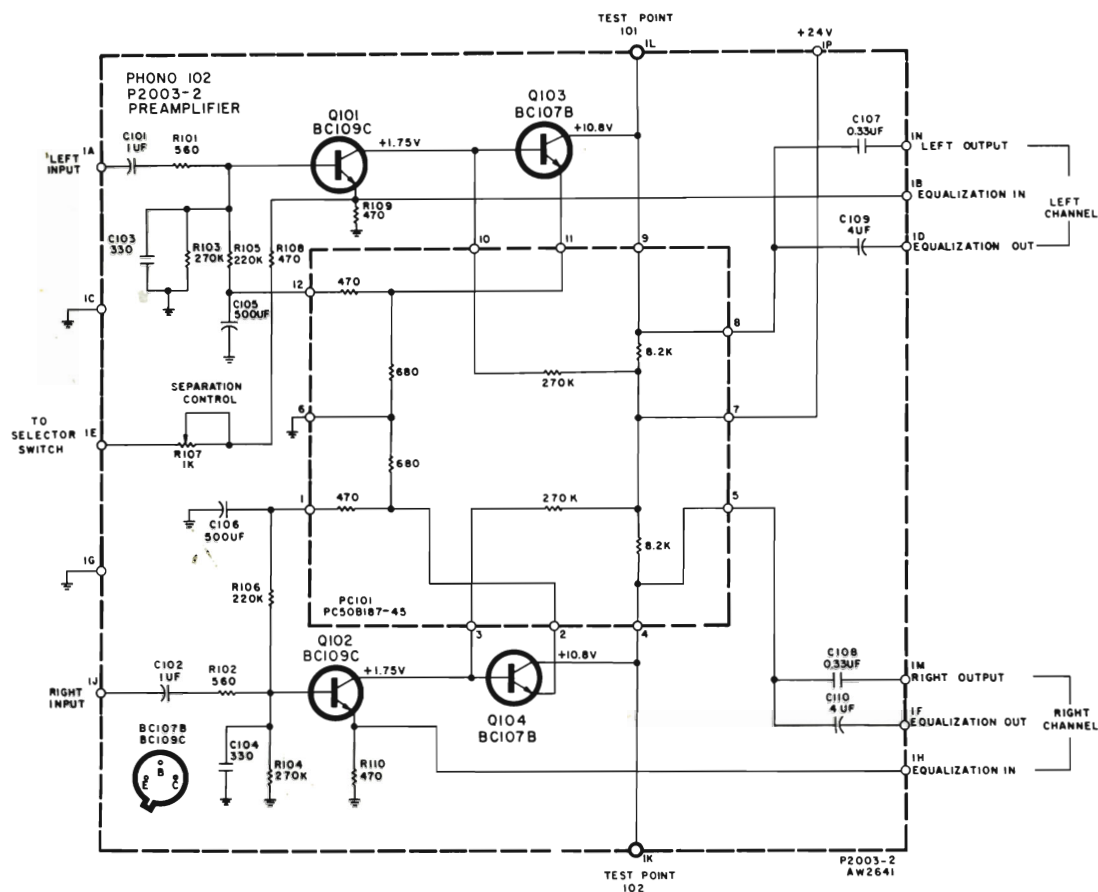 TEST POINT
101
1L
+24V
1P
PHONO 102
P2003-2
PREAMPLIFIER
Q101
BC109C
Q103
BC107B
C101
1UF
R101
560
+1.75V
+10.8V
C107
0.33UF
1A
LEFT
INPUT
1N
LEFT OUTPUT
1B
EQUALIZATION IN
LEFT
CHANNEL
R109
470
C109
4UF
1D
EQUALIZATION OUT
C103
330
R103
270K
R105
220K
R108
470
10
11
9
1C
C105
500UF
12
470
8
8.2K
680
270K
SEPARATION
CONTROL
6
7
TO
SELECTOR
SWITCH
1E
R107
1K
680
1
470
270K
5
C106
500UF
8.2K
1G
R106
220K
PC101
PC50B187-45
3
2
4
Q102
BC109C
+1.75V
+10.8V
C102
1UF
R102
560
1J
RIGHT
INPUT
Q104
BC107B
C108
0.33UF
1M
RIGHT OUTPUT
C110
4UF
1F
EQUALIZATION OUT
RIGHT
CHANNEL
BC107B
BC109C
B
E
C
C104
330
R104
270K
R110
470
1H
EQUALIZATION IN
1K
TEST POINT
102
P2003-2
AW2641